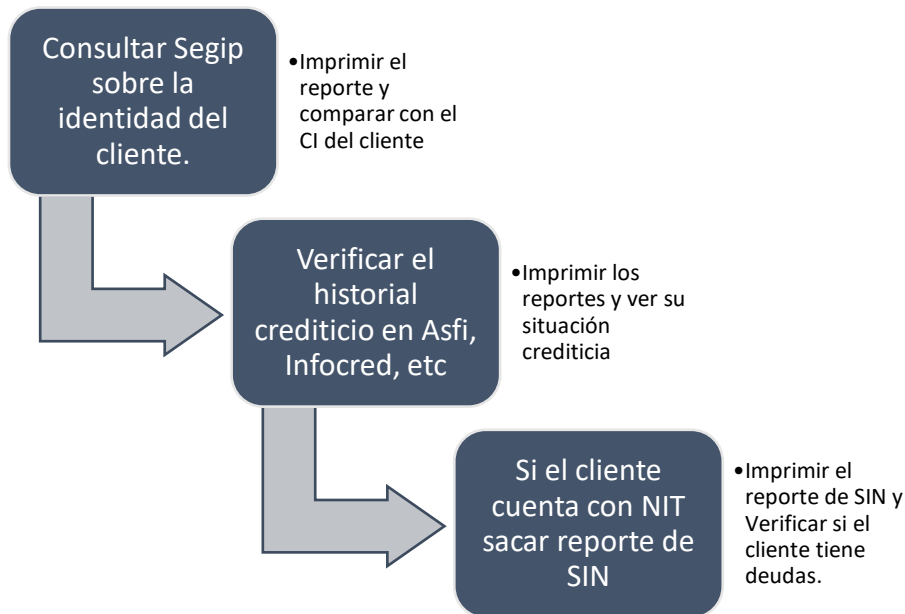 Consultar Segip
sobre la
identidad del
cliente.
•Imprimir el
reporte y
comparar con el
CI del cliente
Verificar el
historial
crediticio en Asfi,
Infocred, etc
•Imprimir los
reportes y ver su
situación
crediticia
Si el cliente
cuenta con NIT
sacar reporte de
SIN
•Imprimir el
reporte de SIN y
Verificar si el
cliente tiene
deudas.